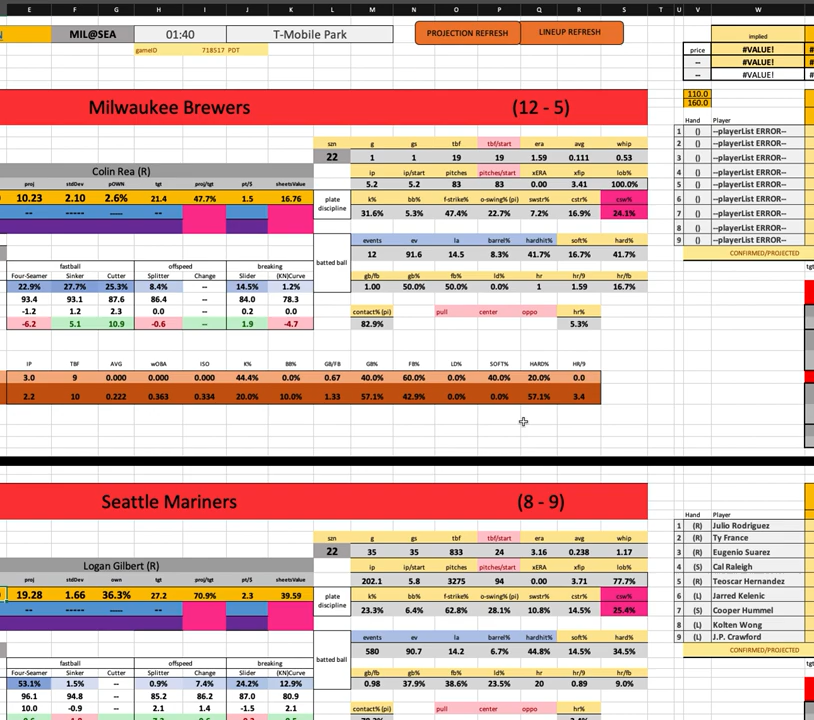 E F G H I J K L M N O P Q R S T U V W
MIL@SEA 01:40 T-Mobile Park PROJECTION REFRESH LINEUP REFRESH
implied
gameID 718517 PDT price #VALUE!
-- #VALUE!
-- #VALUE!
110.0
160.0
Milwaukee Brewers (12 - 5)
Hand Player
1 () --playerList ERROR--
2 () --playerList ERROR--
3 () --playerList ERROR--
4 () --playerList ERROR--
5 () --playerList ERROR--
6 () --playerList ERROR--
7 () --playerList ERROR--
8 () --playerList ERROR--
9 () --playerList ERROR--
CONFIRMED/PROJECTED
tgt
szn g gs tbf tbf/start era avg whip
22 1 1 19 19 1.59 0.111 0.53
Colin Rea (R)
ip ip/start pitches pitches/start xERA xfip lob%
5.2 5.2 83 83 0.00 3.41 100.0%
proj stdDev pOWN tgt proj/tgt pt/$ sheetsValue
10.23 2.10 2.6% 21.4 47.7% 1.5 16.76
-- -- ---- --
plate discipline
k% bb% f-strike% o-swing% (pi) swstr% cstr% csw%
31.6% 5.3% 47.4% 22.7% 7.2% 16.9% 24.1%
batted ball
events ev la barrel% hardhit% soft% hard%
12 91.6 14.5 8.3% 41.7% 16.7% 41.7%
gb/fb gb% fb% ld% hr hr/9 hr/fb
1.00 50.0% 50.0% 0.0% 1 1.59 16.7%
contact% (pi) pull center oppo hr%
82.9% 5.3%
fastball offspeed breaking
Four-Seamer Sinker Cutter Splitter Change Slider (KN)Curve
22.9% 27.7% 25.3% 8.4% -- 14.5% 1.2%
93.4 93.1 87.6 86.4 -- 84.0 78.3
-1.2 1.2 2.3 0.0 -- 0.2 0.0
-6.2 5.1 10.9 -0.6 -- 1.9 -4.7
IP TBF AVG wOBA ISO K% BB% GB/FB GB% FB% LD% SOFT% HARD% HR/9
3.0 9 0.000 0.000 0.000 44.4% 0.0% 0.67 40.0% 60.0% 0.0% 40.0% 20.0% 0.0
2.2 10 0.222 0.363 0.334 20.0% 10.0% 1.33 57.1% 42.9% 0.0% 0.0% 57.1% 3.4
Seattle Mariners (8 - 9)
Hand Player
1 (R) Julio Rodriguez
2 (R) Ty France
3 (R) Eugenio Suarez
4 (S) Cal Raleigh
5 (R) Teoscar Hernandez
6 (L) Jarred Kelenic
7 (S) Cooper Hummel
8 (L) Kolten Wong
9 (L) J.P. Crawford
CONFIRMED/PROJECTED
tgt
szn g gs tbf tbf/start era avg whip
22 35 35 833 24 3.16 0.238 1.17
Logan Gilbert (R)
ip ip/start pitches pitches/start xERA xfip lob%
202.1 5.8 3275 94 0.00 3.71 77.7%
proj stdDev own tgt proj/tgt pt/$ sheetsValue
19.28 1.66 36.3% 27.2 70.9% 2.3 39.59
-- -- ---- --
plate discipline
k% bb% f-strike% o-swing% (pi) swstr% cstr% csw%
23.3% 6.4% 62.8% 28.1% 10.8% 14.5% 25.4%
batted ball
events ev la barrel% hardhit% soft% hard%
580 90.7 14.2 6.7% 44.8% 14.5% 34.5%
gb/fb gb% fb% ld% hr hr/9 hr/fb
0.98 37.9% 38.6% 23.5% 20 0.89 9.0%
contact% (pi) pull center oppo hr%
fastball offspeed breaking
Four-Seamer Sinker Cutter Splitter Change Slider (KN)Curve
53.1% 1.5% -- 0.9% 7.4% 24.2% 12.9%
96.1 94.8 -- 85.2 86.2 87.0 80.9
10.0 -0.9 -- 2.1 1.4 -1.5 2.1